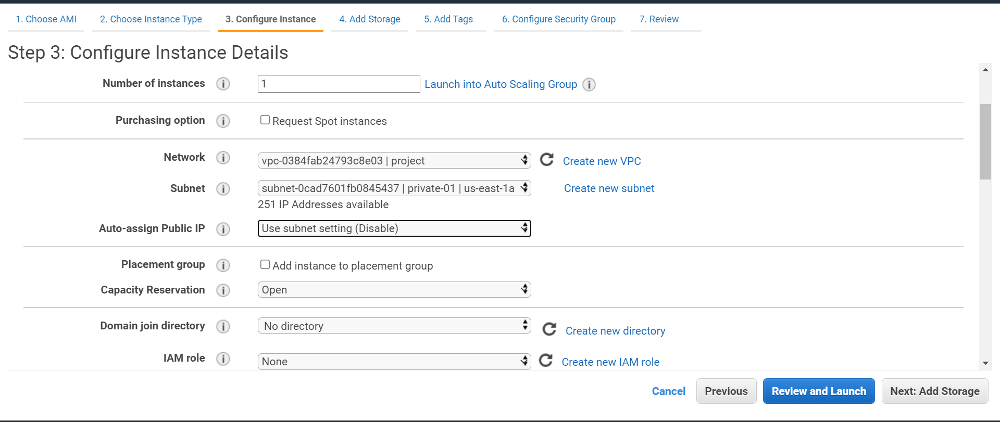 1. Choose AMI 2. Choose Instance Type 3. Configure Instance 4. Add Storage 5. Add Tags 6. Configure Security Group 7. Review
Step 3: Configure Instance Details
Number of instances i 1 Launch into Auto Scaling Group i
Purchasing option i Request Spot instances
Network i vpc-0384fab24793c8e03 | project Create new VPC
Subnet i subnet-0cad7601fb0845437 | private-01 | us-east-1a Create new subnet
251 IP Addresses available
Auto-assign Public IP i Use subnet setting (Disable)
Placement group i Add instance to placement group
Capacity Reservation i Open
Domain join directory i No directory Create new directory
IAM role i None Create new IAM role
Cancel Previous Review and Launch Next: Add Storage